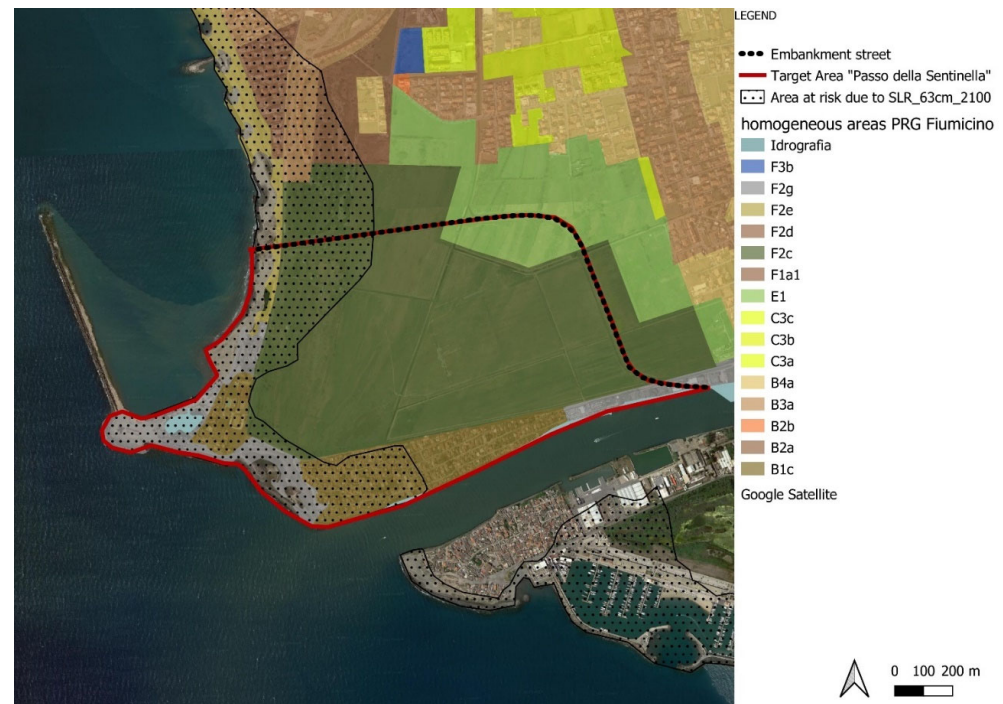 LEGEND
Embankment street
Target Area "Passo della Sentinella"
Area at risk due to SLR_63cm_2100
homogeneous areas PRG Fiumicino
Idrografia
F3b
F2g
F2e
F2d
F2c
F1a1
E1
C3c
C3b
C3a
B4a
B3a
B2b
B2a
B1c
Google Satellite
0 100 200 m